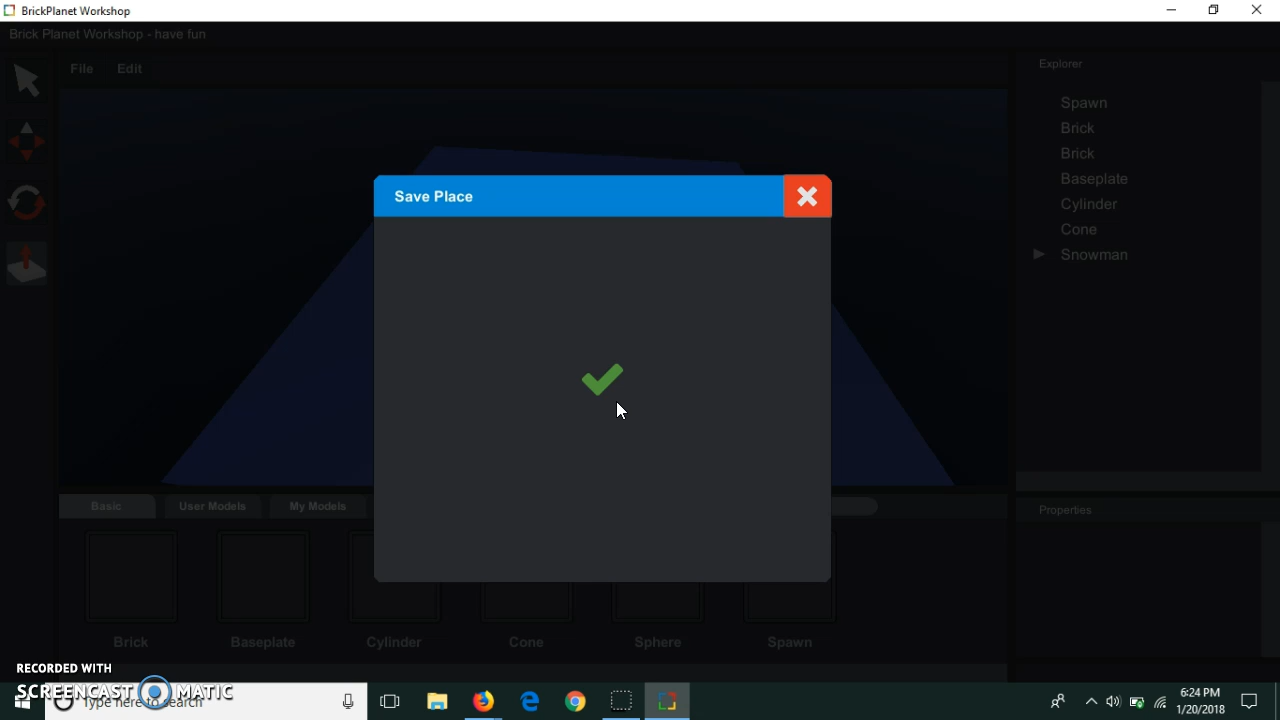 BrickPlanet Workshop
Brick Planet Workshop - have fun
File Edit
Explorer
Spawn
Brick
Brick
Baseplate
Cylinder
Cone
Snowman
Save Place
Basic User Models My Models
Properties
Brick Baseplate Cylinder Cone Sphere Spawn
RECORDED WITH
SCREENCAST MATIC
Type here to search
6:24 PM
1/20/2018